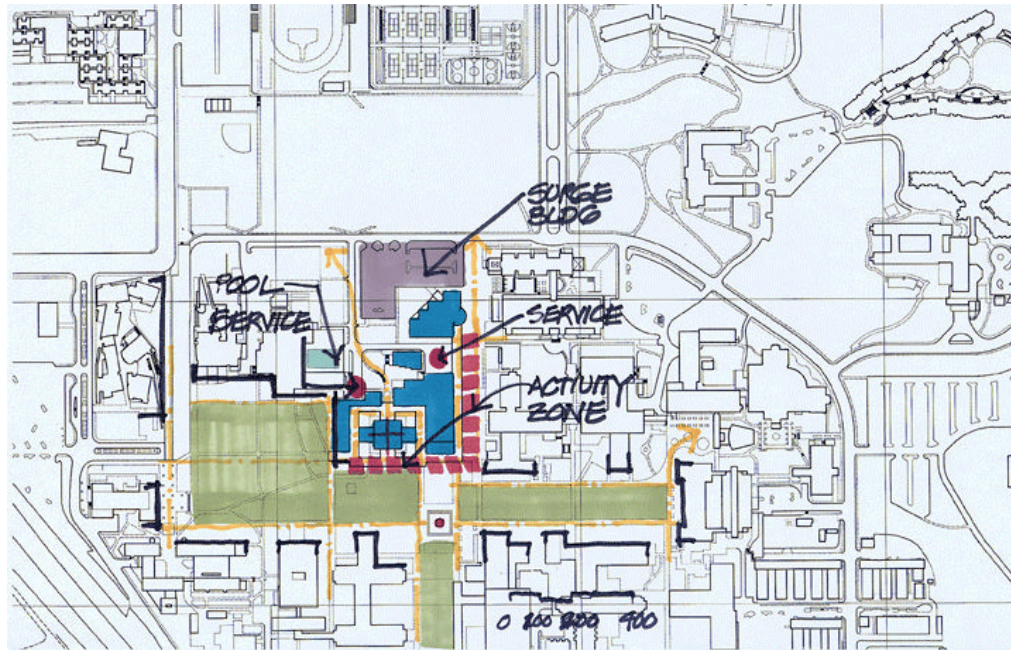 SURGE
BLDG
POOL
SERVICE
SERVICE
ACTIVITY
ZONE
0 100 200 400